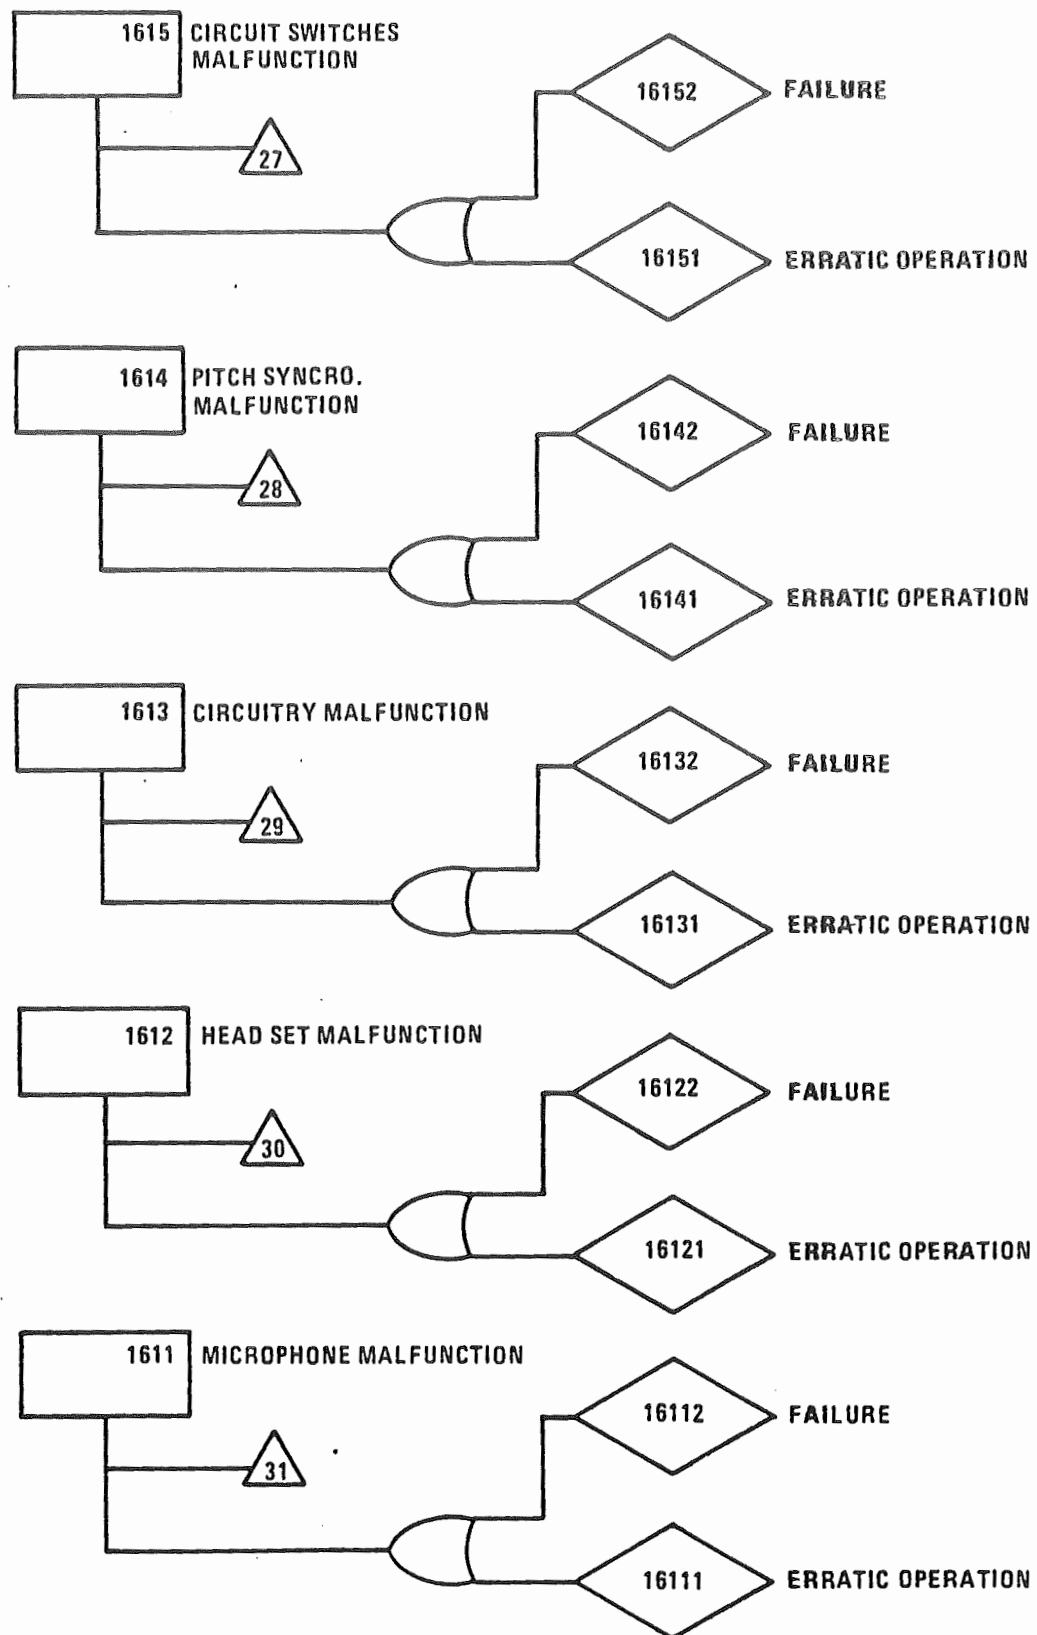 1615 CIRCUIT SWITCHES
MALFUNCTION
16152 FAILURE
27
16151 ERRATIC OPERATION
1614 PITCH SYNCRO.
MALFUNCTION
16142 FAILURE
28
16141 ERRATIC OPERATION
1613 CIRCUITRY MALFUNCTION
16132 FAILURE
29
16131 ERRATIC OPERATION
1612 HEAD SET MALFUNCTION
16122 FAILURE
30
16121 ERRATIC OPERATION
1611 MICROPHONE MALFUNCTION
16112 FAILURE
31
16111 ERRATIC OPERATION